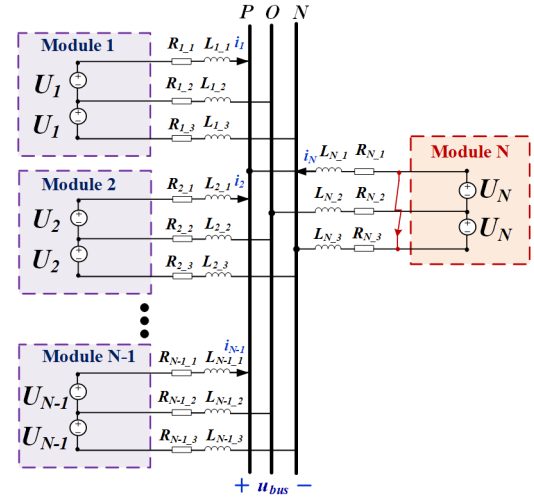 P O N
Module 1
R1_1 L1_1 i1
U1
R1_2 L1_2
U1
R1_3 L1_3
Module 2
R2_1 L2_1 i2
U2
R2_2 L2_2
U2
R2_3 L2_3
Module N-1
RN-1_1 LN-1_1 iN-1
UN-1
RN-1_2 LN-1_2
UN-1
RN-1_3 LN-1_3
iN LN_1 RN_1
Module N
UN
LN_2 RN_2
UN
LN_3 RN_3
+ ubus −